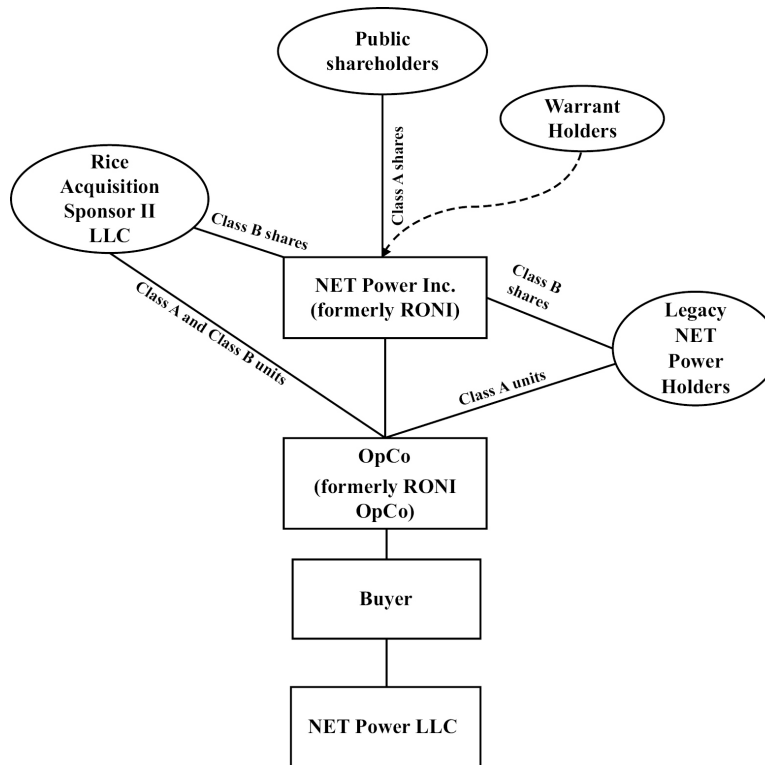 Public
shareholders
Warrant
Holders
Class A shares
Rice
Acquisition
Sponsor II
LLC
Class B shares
NET Power Inc.
(formerly RONI)
Class B
shares
Class A and Class B units
Legacy
NET
Power
Holders
Class A units
OpCo
(formerly RONI
OpCo)
Buyer
NET Power LLC